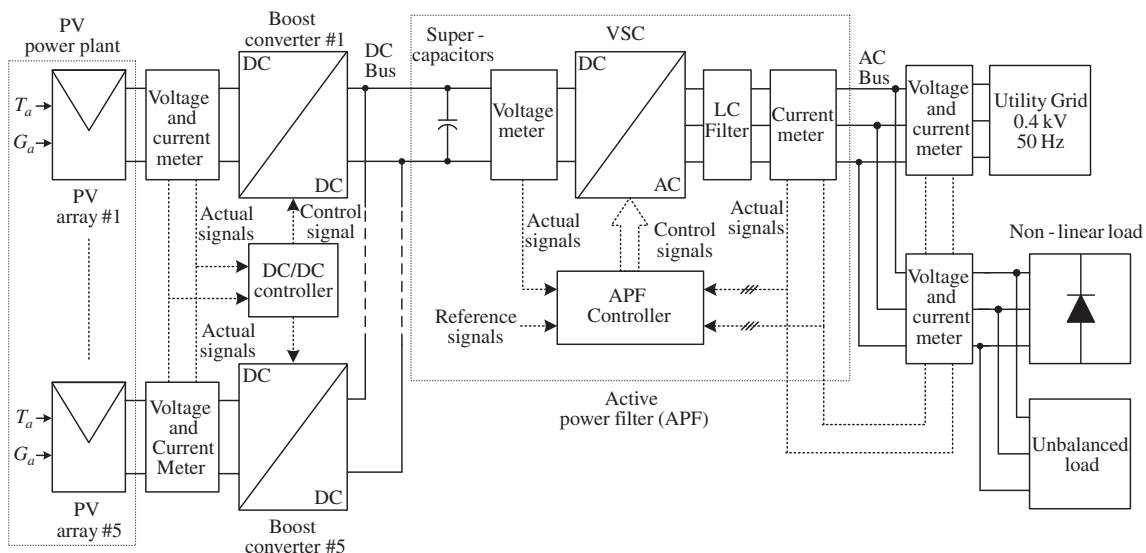 PV
power plant
T_a
G_a
PV
array #1
Voltage
and
current
meter
Boost
converter #1
DC
DC
Actual
signals
Control
signal
DC/DC
controller
Actual
signals
T_a
G_a
PV
array #5
Voltage
and
Current
Meter
DC
DC
Boost
converter #5
DC
Bus
Super -
capacitors
Voltage
meter
VSC
DC
AC
LC
Filter
Current
meter
Actual
signals
Control
signals
Actual
signals
Reference
signals
APF
Controller
Active
power filter (APF)
AC
Bus
Voltage
and
current
meter
Utility Grid
0.4 kV
50 Hz
Voltage
and
current
meter
Non - linear load
Unbalanced
load